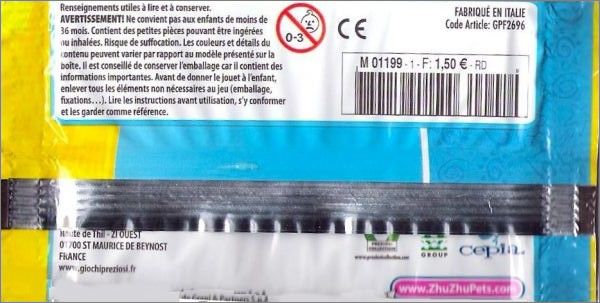 Renseignements utiles à lire et à conserver.
AVERTISSEMENT! Ne convient pas aux enfants de moins de
36 mois. Contient des petites pièces pouvant être ingérées
ou inhalées. Risque de suffocation. Les couleurs et détails du
contenu peuvent varier par rapport au modèle présenté sur la
boîte. Il est conseillé de conserver l'emballage car il contient des
informations importantes. Avant de donner le jouet à l'enfant,
enlever tous les éléments non nécessaires au jeu (emballage,
fixations...). Lire les instructions avant utilisation, s'y conformer
et les garder comme référence.
0-3
CE
FABRIQUÉ EN ITALIE
Code Article: GPF2696
M 01199 - 1 - F: 1,50 € - RD
Route de Thil - ZI OUEST
01700 ST MAURICE DE BEYNOST
FRANCE
www.giochipreziosi.fr
GROUP
cepia
www.ZhuZhuPets.com